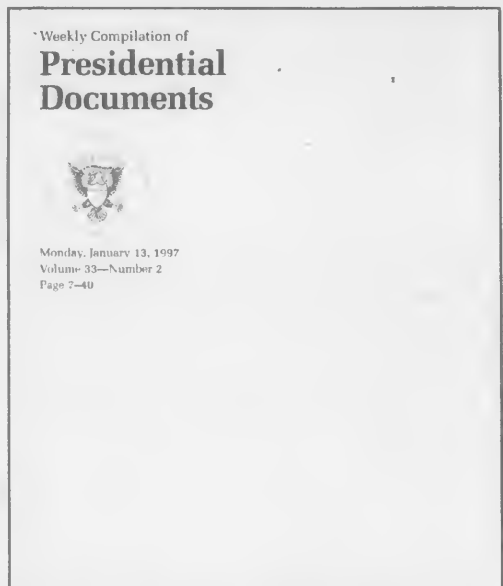 Weekly Compilation of
Presidential
Documents
Monday, January 13, 1997
Volume 33—Number 2
Page 7–40